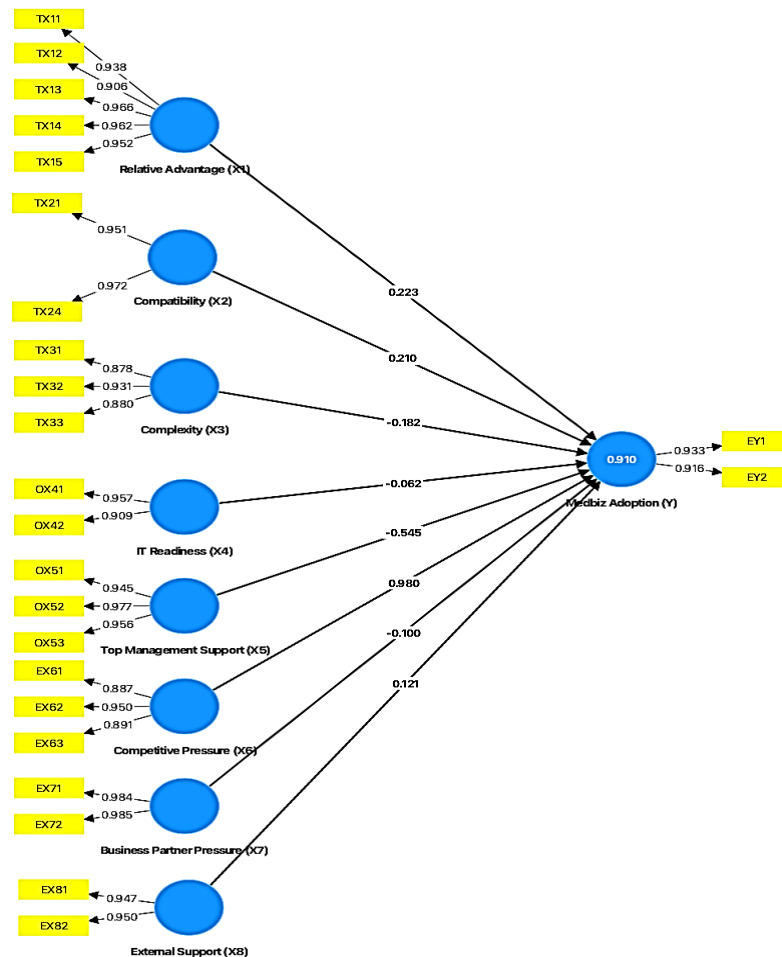 TX11
TX12
TX13
TX14
TX15
0.938
0.906
0.966
0.962
0.952
Relative Advantage (X1)
TX21
TX24
0.951
0.972
Compatibility (X2)
TX31
TX32
TX33
0.878
0.931
0.880
Complexity (X3)
OX41
OX42
0.957
0.909
IT Readiness (X4)
OX51
OX52
OX53
0.945
0.977
0.956
Top Management Support (X5)
EX61
EX62
EX63
0.887
0.950
0.891
Competitive Pressure (X6)
EX71
EX72
0.984
0.985
Business Partner Pressure (X7)
EX81
EX82
0.947
0.950
External Support (X8)
0.223
0.210
-0.182
-0.062
-0.545
0.980
-0.100
0.121
0.910
Medbiz Adoption (Y)
0.933
0.916
EY1
EY2